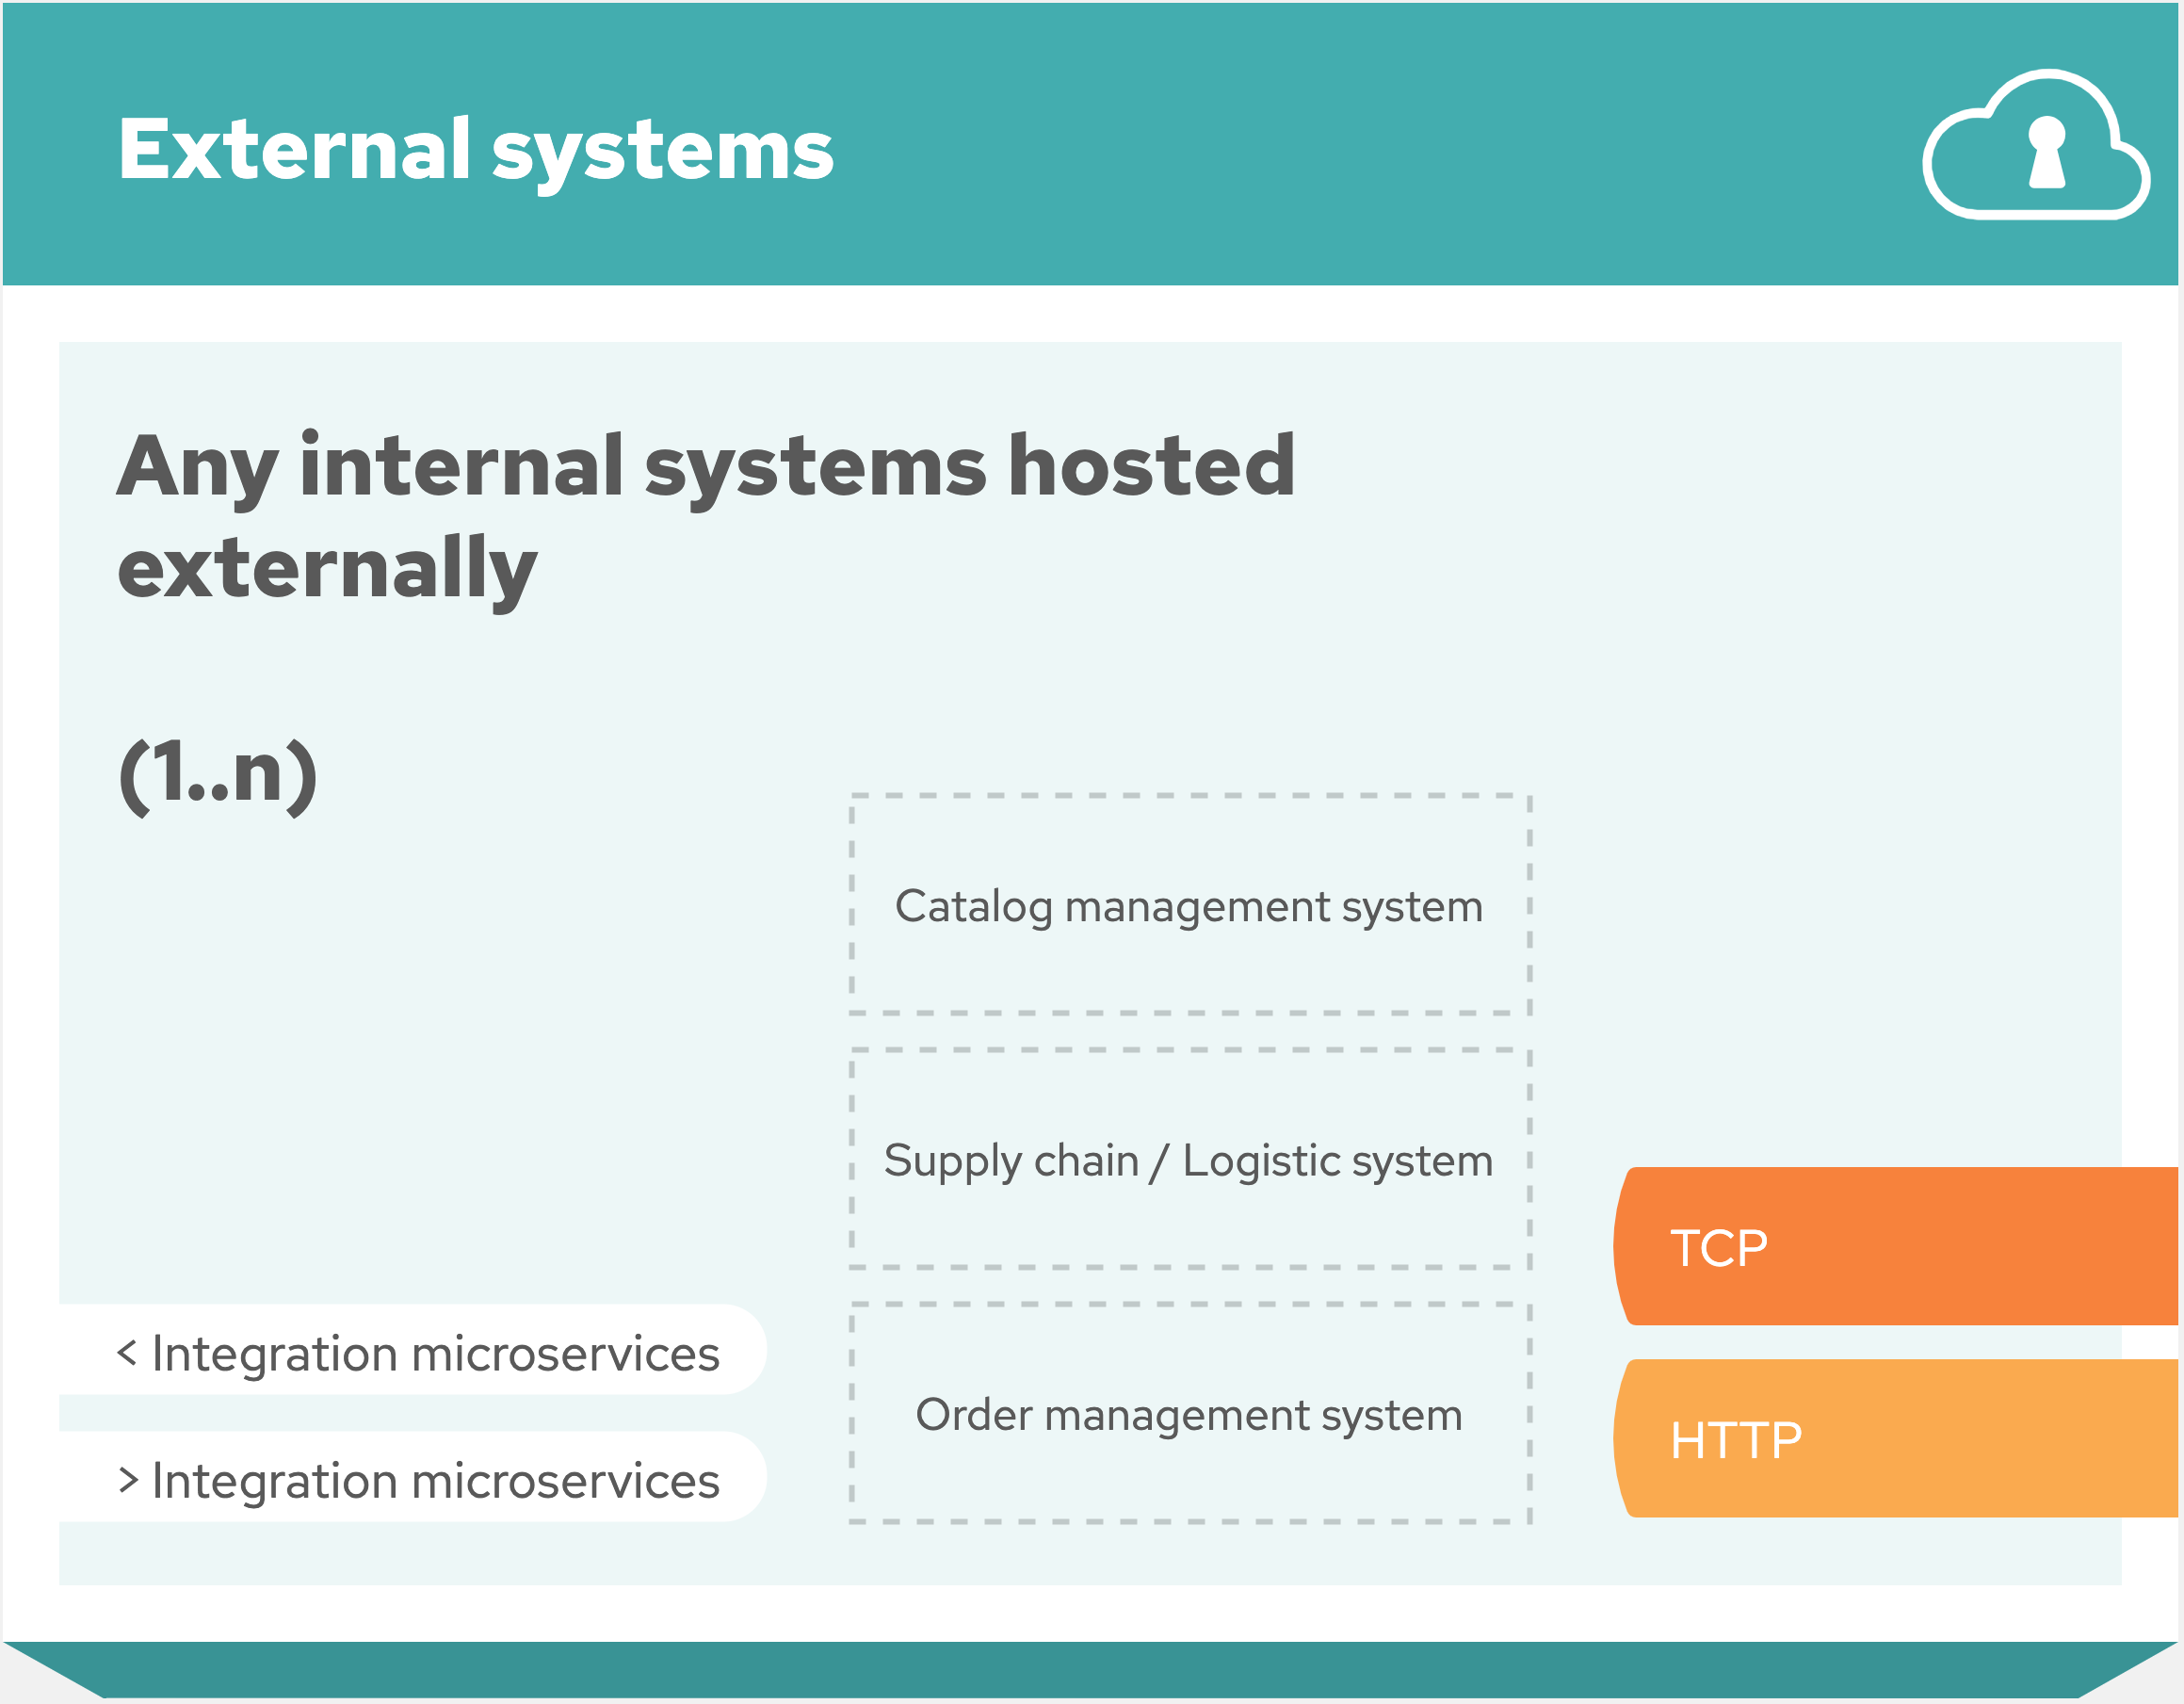 External systems
Any internal systems hosted
externally
(1..n)
Catalog management system
Supply chain / Logistic system
TCP
< Integration microservices
Order management system
HTTP
> Integration microservices